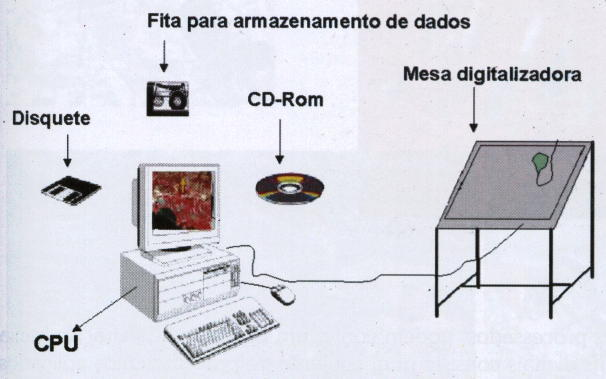 Fita para armazenamento de dados
Mesa digitalizadora
CD-Rom
Disquete
CPU